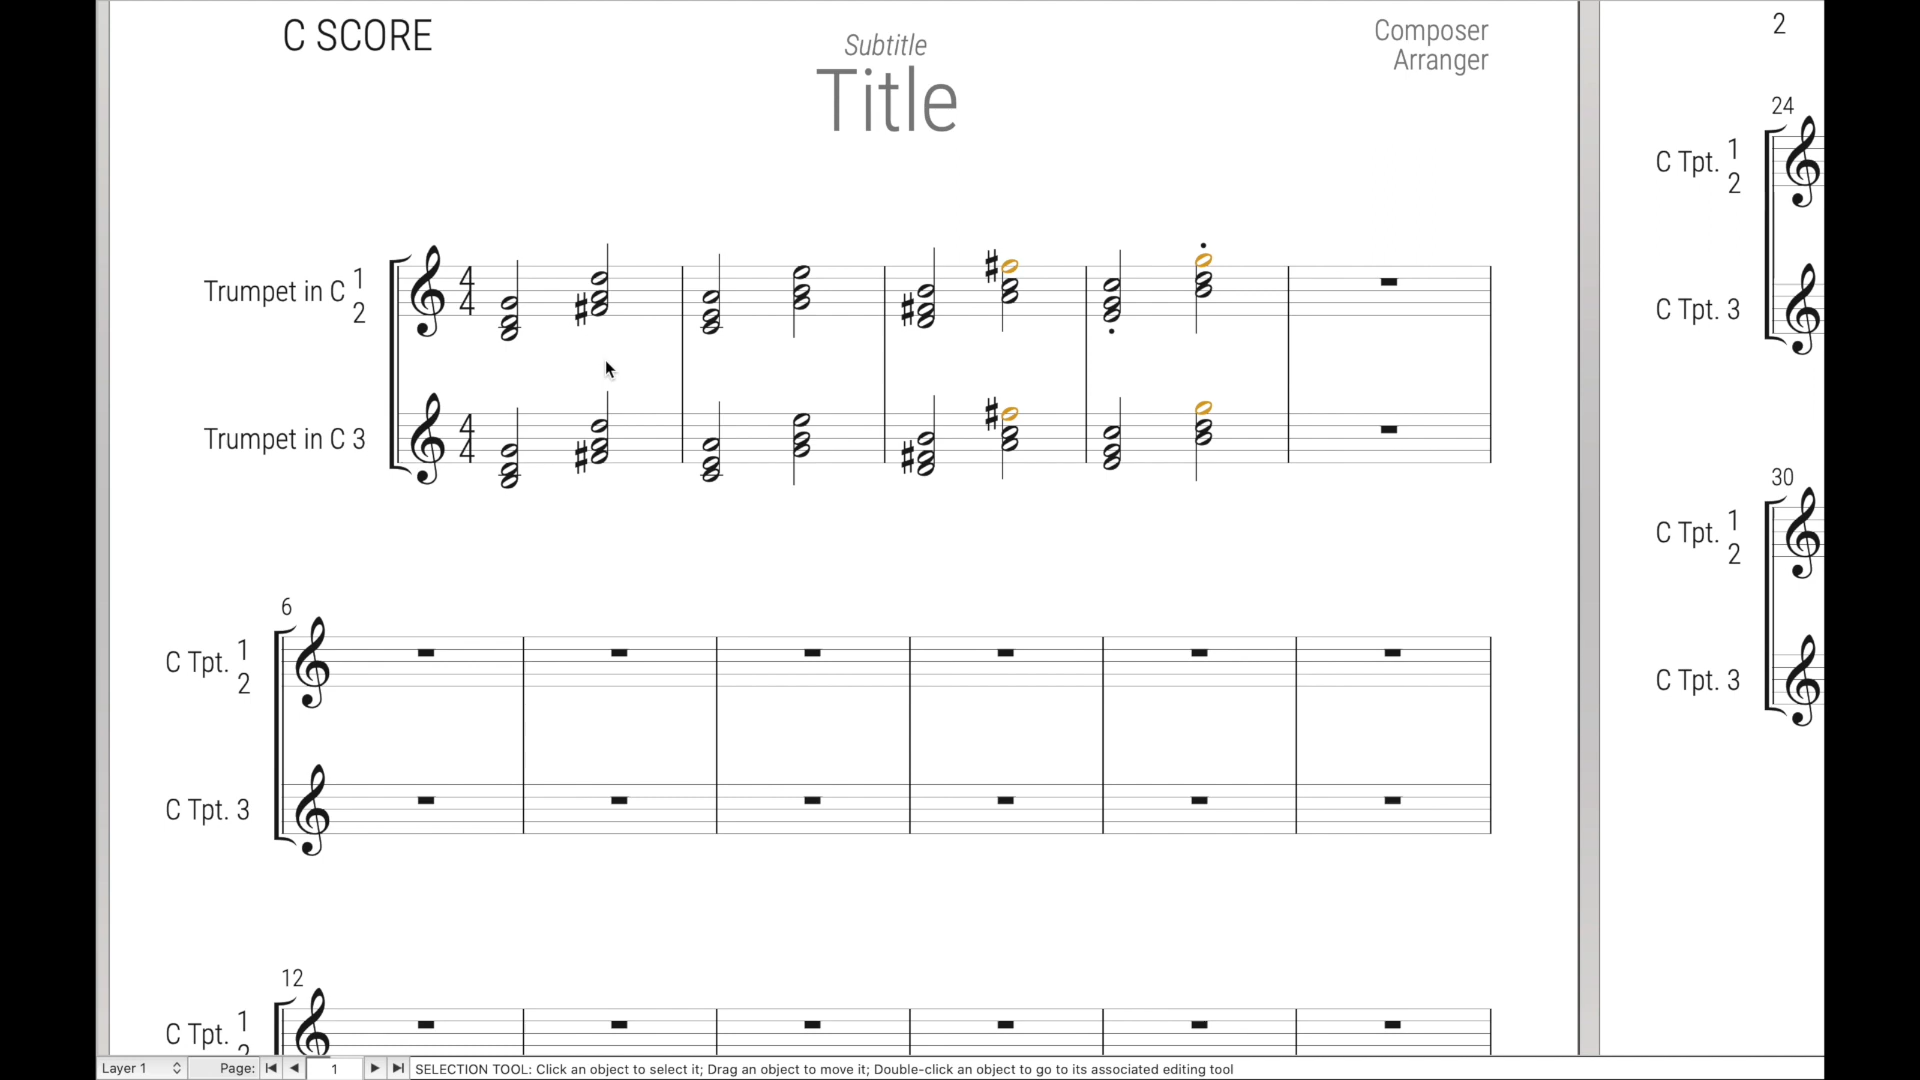 C SCORE
Subtitle
Title
Composer
Arranger
Trumpet in C 1
2
Trumpet in C 3
6
C Tpt. 1
2
C Tpt. 3
12
C Tpt. 1
2
2
24
C Tpt. 1
2
C Tpt. 3
30
C Tpt. 1
2
C Tpt. 3
Layer 1
Page:
1
SELECTION TOOL: Click an object to select it; Drag an object to move it; Double-click an object to go to its associated editing tool